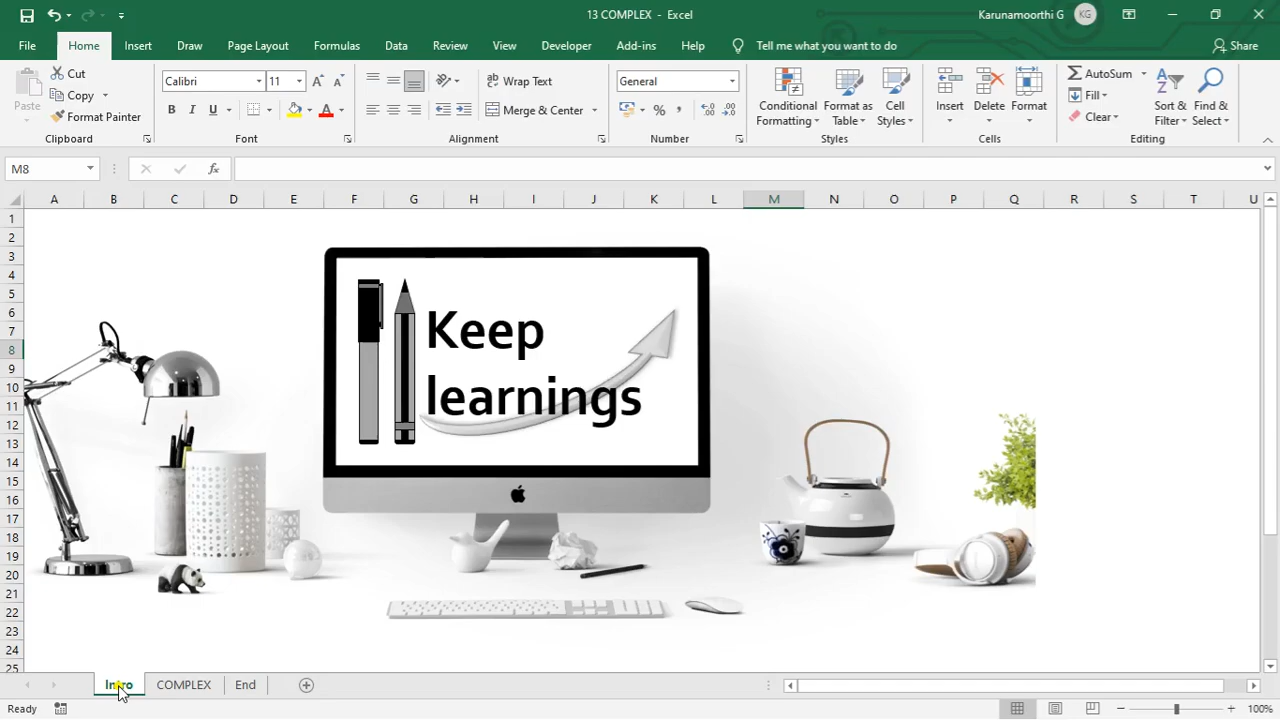 13 COMPLEX - Excel
Karunamoorthi G
KG
File
Home
Insert
Draw
Page Layout
Formulas
Data
Review
View
Developer
Add-ins
Help
Tell me what you want to do
Share
Paste
Cut
Copy
Format Painter
Clipboard
Calibri
11
B I U
Font
Wrap Text
Merge & Center
Alignment
General
Number
Conditional Formatting
Format as Table
Cell Styles
Styles
Insert
Delete
Format
Cells
AutoSum
Fill
Clear
Sort & Filter
Find & Select
Editing
M8
fx
A B C D E F G H I J K L M N O P Q R S T U
1
2
3
4
5
6
7
8
9
10
11
12
13
14
15
16
17
18
19
20
21
22
23
24
25
Keep
learnings
Intro
COMPLEX
End
Ready
100%